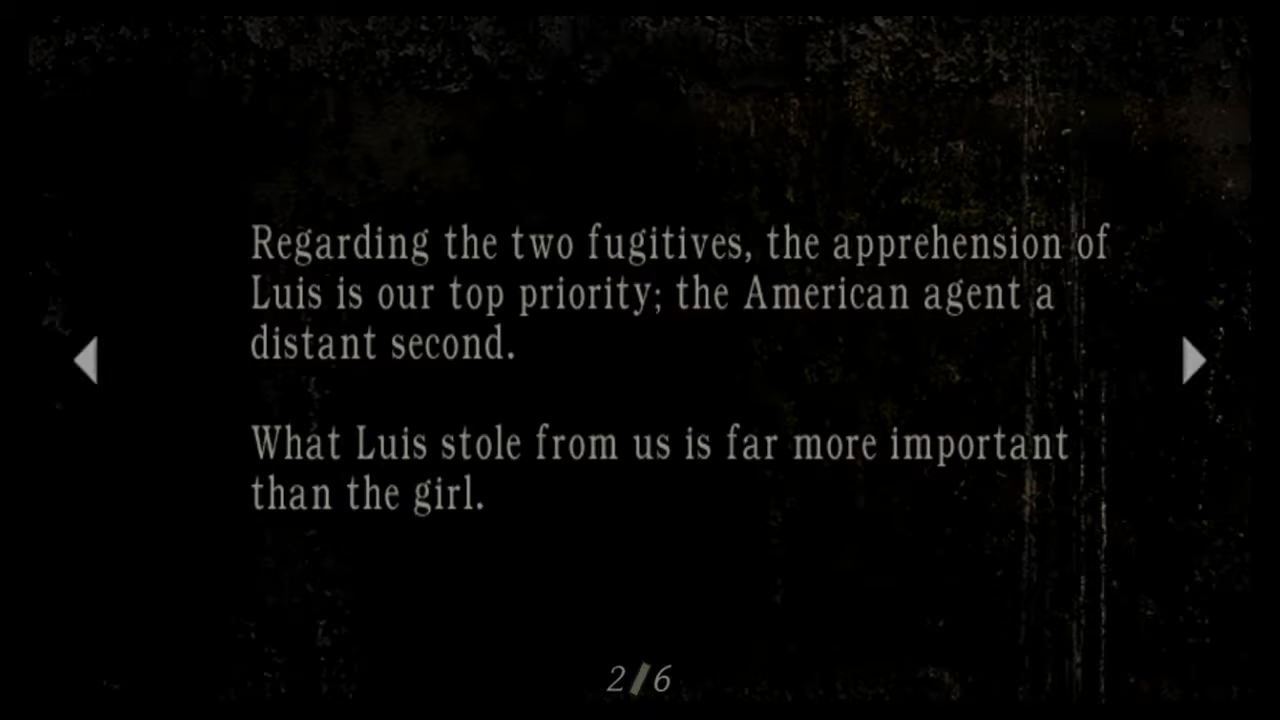 Regarding the two fugitives, the apprehension of
Luis is our top priority; the American agent a
distant second.
What Luis stole from us is far more important
than the girl.
2/6